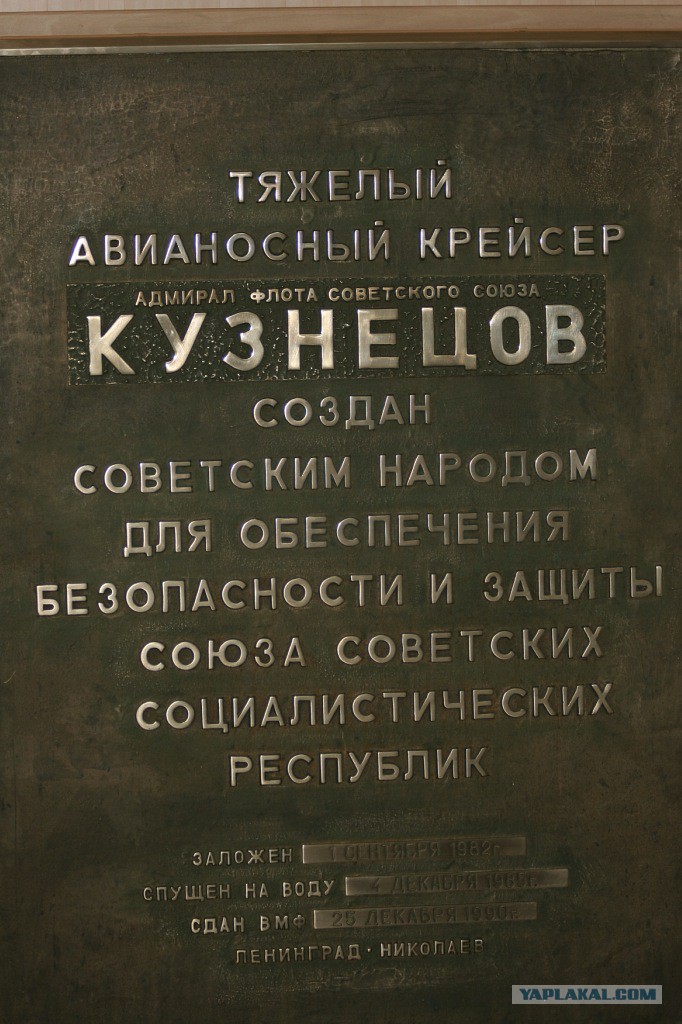 ТЯЖЕЛЫЙ
АВИАНОСНЫЙ КРЕЙСЕР
АДМИРАЛ ФЛОТА СОВЕТСКОГО СОЮЗА
КУЗНЕЦОВ
СОЗДАН
СОВЕТСКИМ НАРОДОМ
ДЛЯ ОБЕСПЕЧЕНИЯ
БЕЗОПАСНОСТИ И ЗАЩИТЫ
СОЮЗА СОВЕТСКИХ
СОЦИАЛИСТИЧЕСКИХ
РЕСПУБЛИК
ЗАЛОЖЕН 1 СЕНТЯБРЯ 1982г.
СПУЩЕН НА ВОДУ 4 ДЕКАБРЯ 1985г.
СДАН ВМФ 25 ДЕКАБРЯ 1990г.
ЛЕНИНГРАД · НИКОЛАЕВ
YAPLAKAL.COM